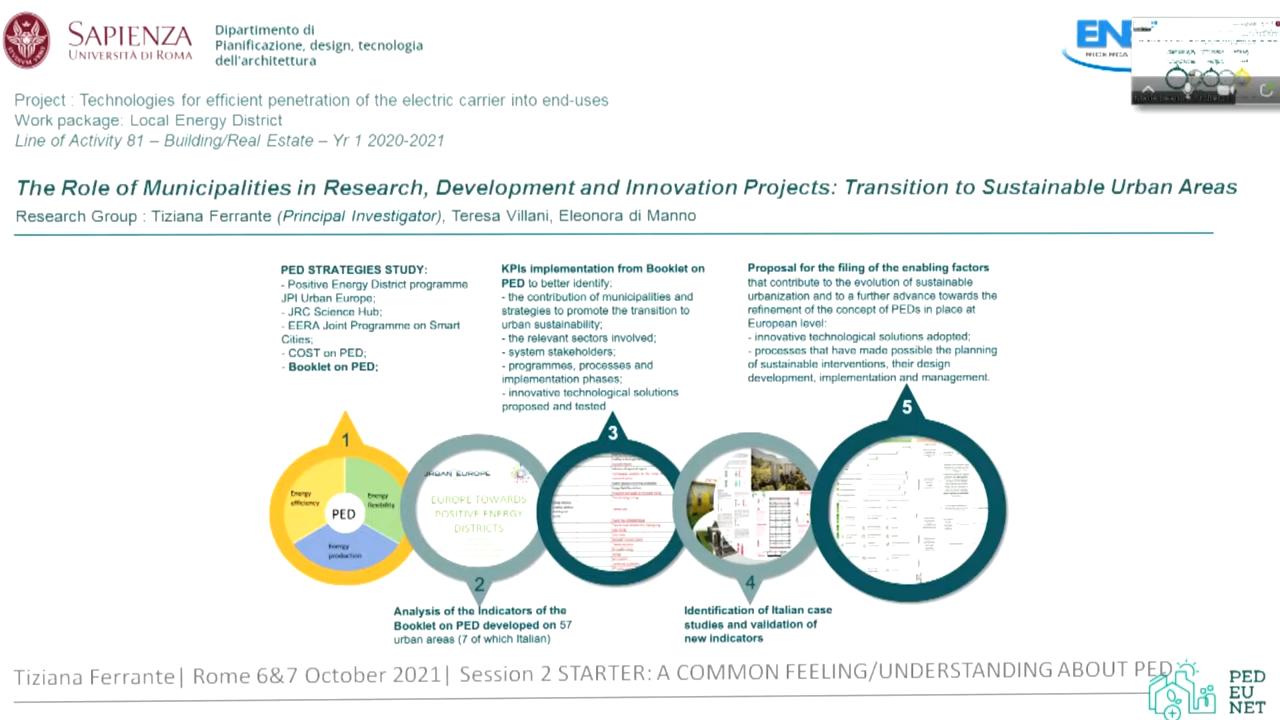 SAPIENZA
UNIVERSITÀ DI ROMA
Dipartimento di
Pianificazione, design, tecnologia
dell'architettura
EN
RICERCA
Project : Technologies for efficient penetration of the electric carrier into end-uses
Work package: Local Energy District
Line of Activity 81 – Building/Real Estate – Yr 1 2020-2021
The Role of Municipalities in Research, Development and Innovation Projects: Transition to Sustainable Urban Areas
Research Group : Tiziana Ferrante (Principal Investigator), Teresa Villani, Eleonora di Manno
PED STRATEGIES STUDY:
- Positive Energy District programme
JPI Urban Europe;
- JRC Science Hub;
- EERA Joint Programme on Smart
Cities;
- COST on PED;
- Booklet on PED;
KPIs implementation from Booklet on
PED to better identify:
- the contribution of municipalities and
strategies to promote the transition to
urban sustainability;
- the relevant sectors involved;
- system stakeholders;
- programmes, processes and
implementation phases;
- innovative technological solutions
proposed and tested
Proposal for the filing of the enabling factors
that contribute to the evolution of sustainable
urbanization and to a further advance towards the
refinement of the concept of PEDs in place at
European level:
- innovative technological solutions adopted;
- processes that have made possible the planning
of sustainable interventions, their design
development, implementation and management.
1
3
5
Energy
efficiency
Energy
flexibility
PED
Energy
production
URBAN EUROPE
EUROPE TOWARDS
POSITIVE ENERGY
DISTRICTS
2
4
Analysis of the Indicators of the
Booklet on PED developed on 57
urban areas (7 of which Italian)
Identification of Italian case
studies and validation of
new indicators
Tiziana Ferrante| Rome 6&7 October 2021| Session 2 STARTER: A COMMON FEELING/UNDERSTANDING ABOUT PED
PED
EU
NET